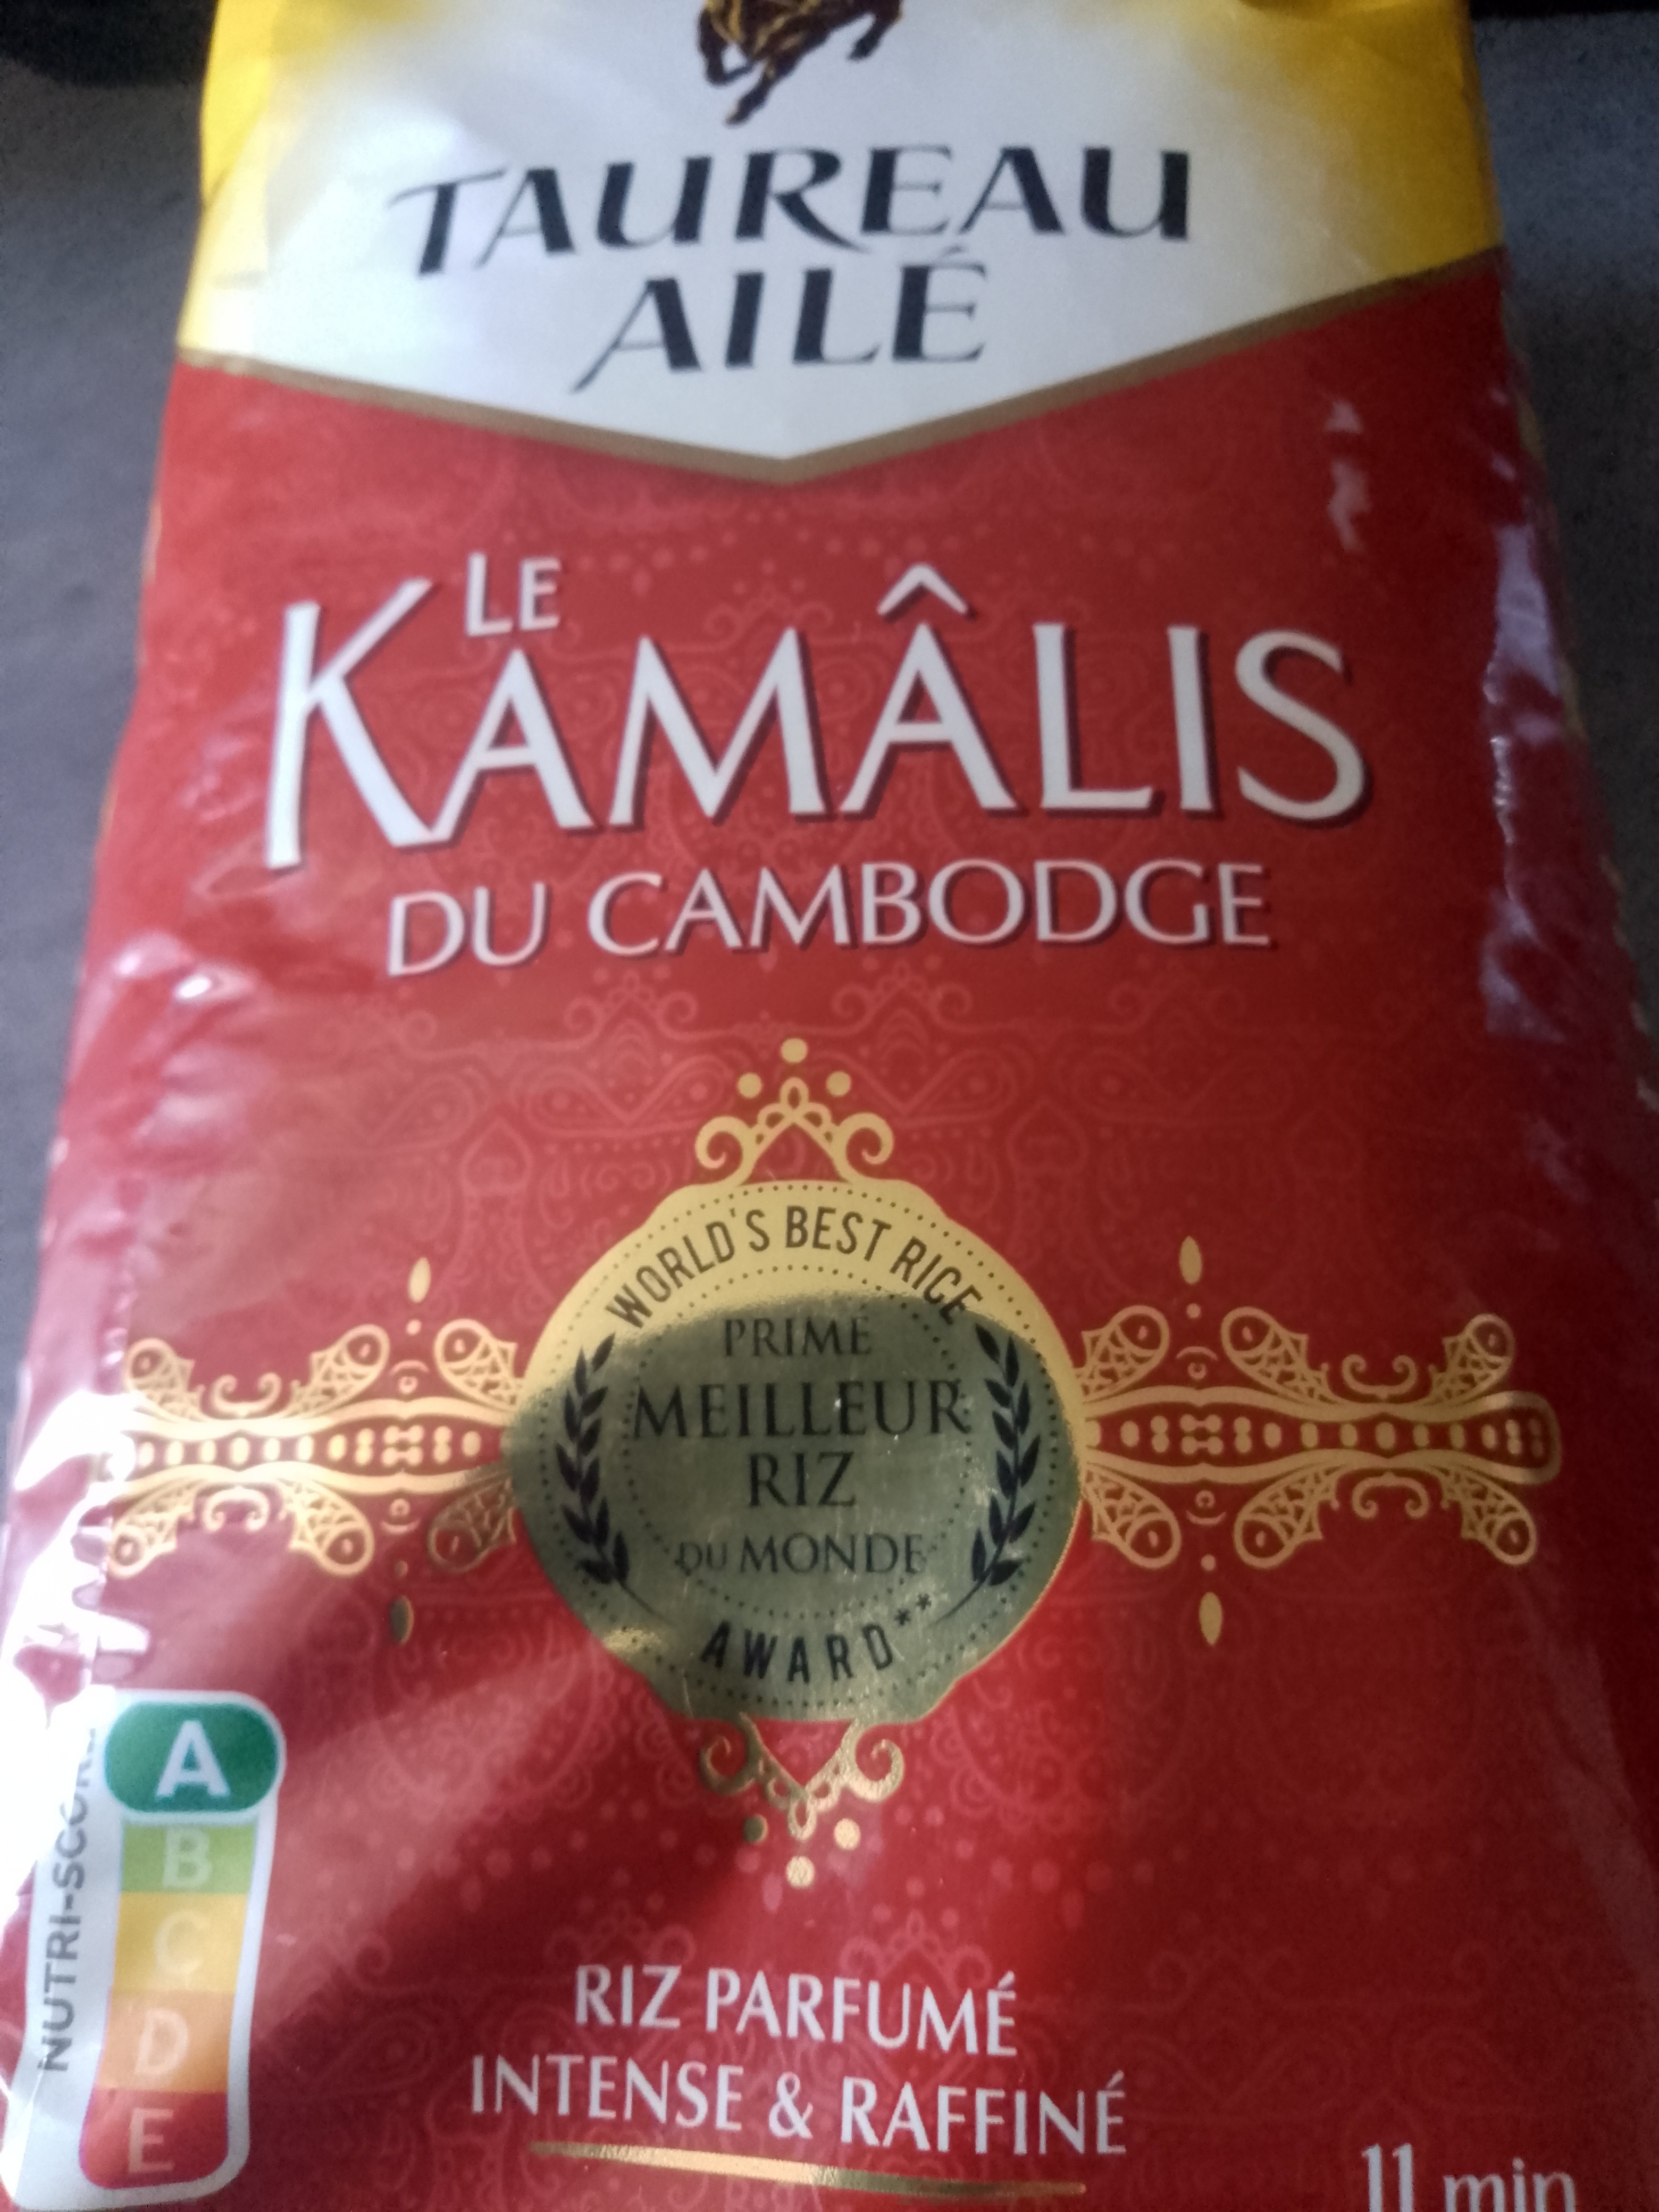 TAUREAU
AILÉ
LE
KAMÂLIS
DU CAMBODGE
WORLD'S BEST RICE
PRIMÉ
MEILLEUR
RIZ
DU MONDE
AWARD**
NUTRI-SCORE
A
B
C
D
E
RIZ PARFUMÉ
INTENSE & RAFFINÉ
11 min